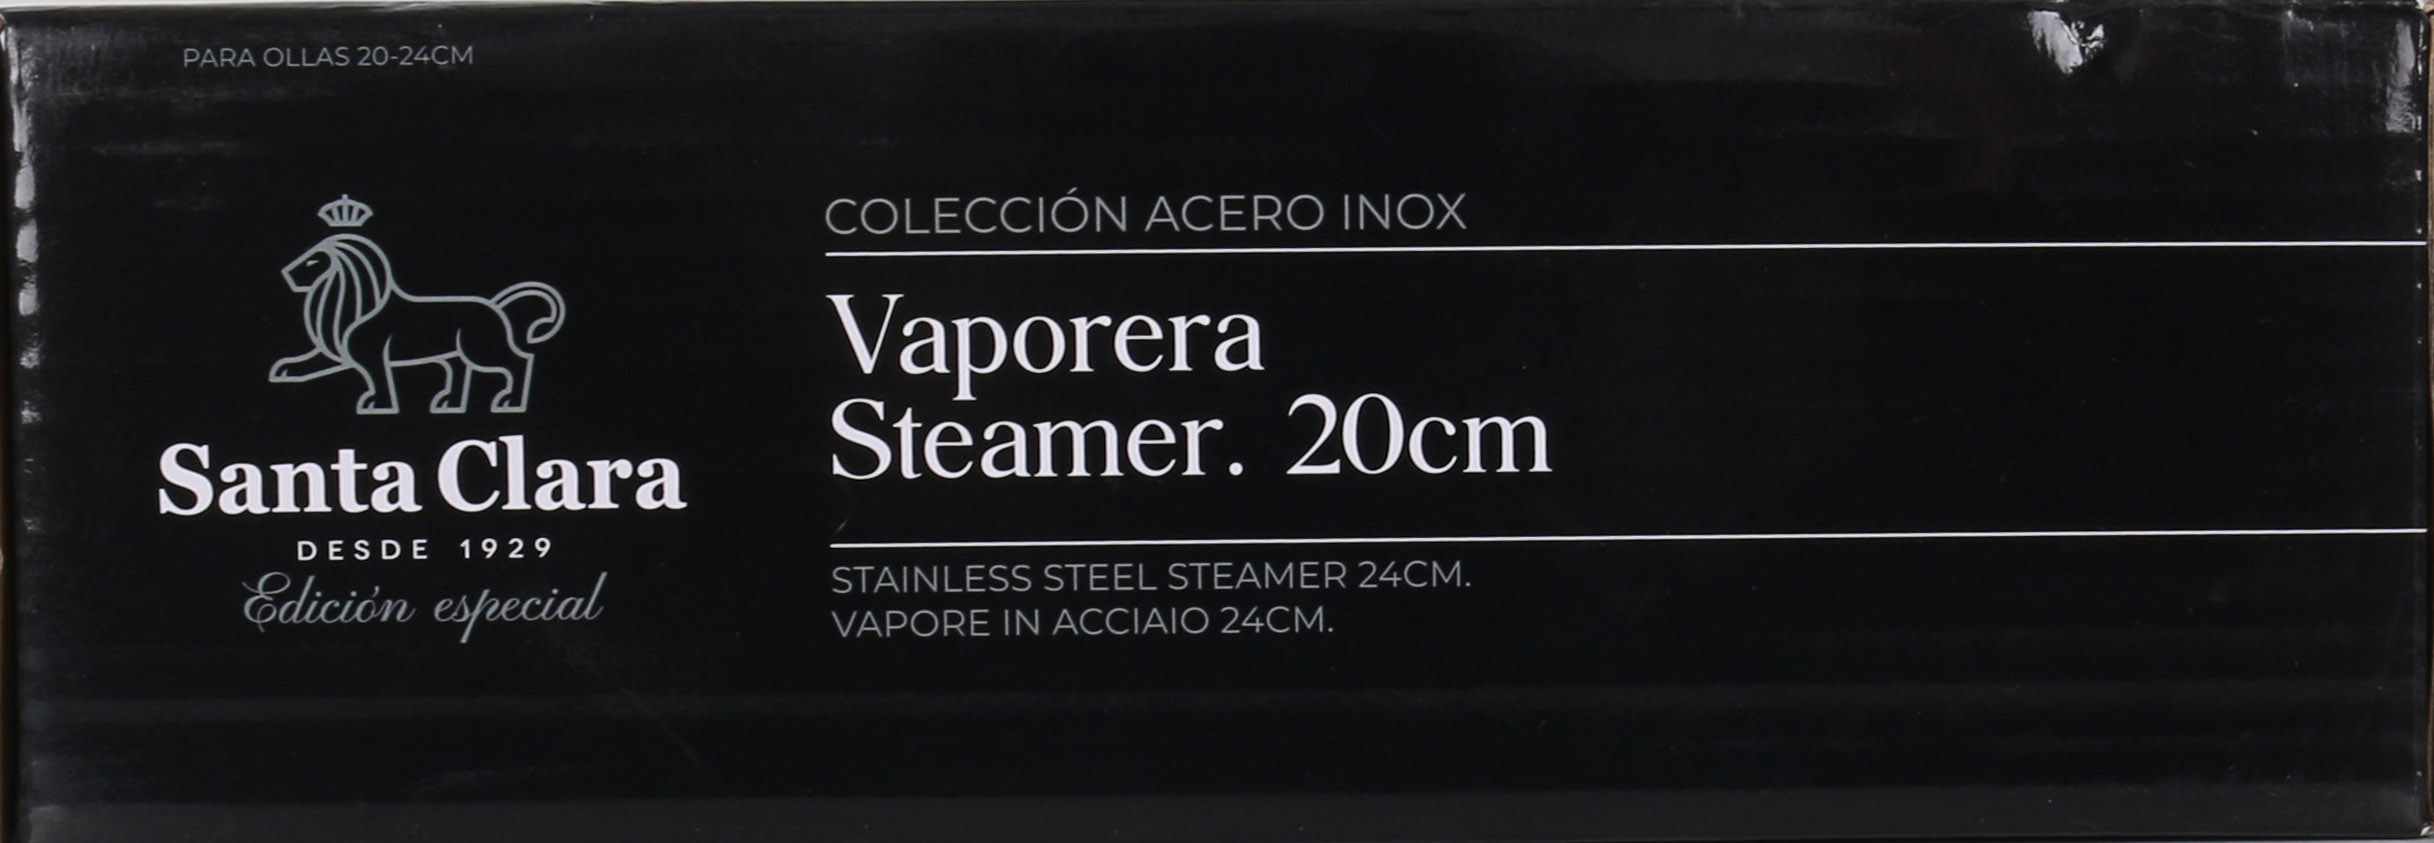 PARA OLLAS 20-24CM
Santa Clara
DESDE 1929
Edición especial
COLECCIÓN ACERO INOX
Vaporera
Steamer. 20cm
STAINLESS STEEL STEAMER 24CM.
VAPORE IN ACCIAIO 24CM.